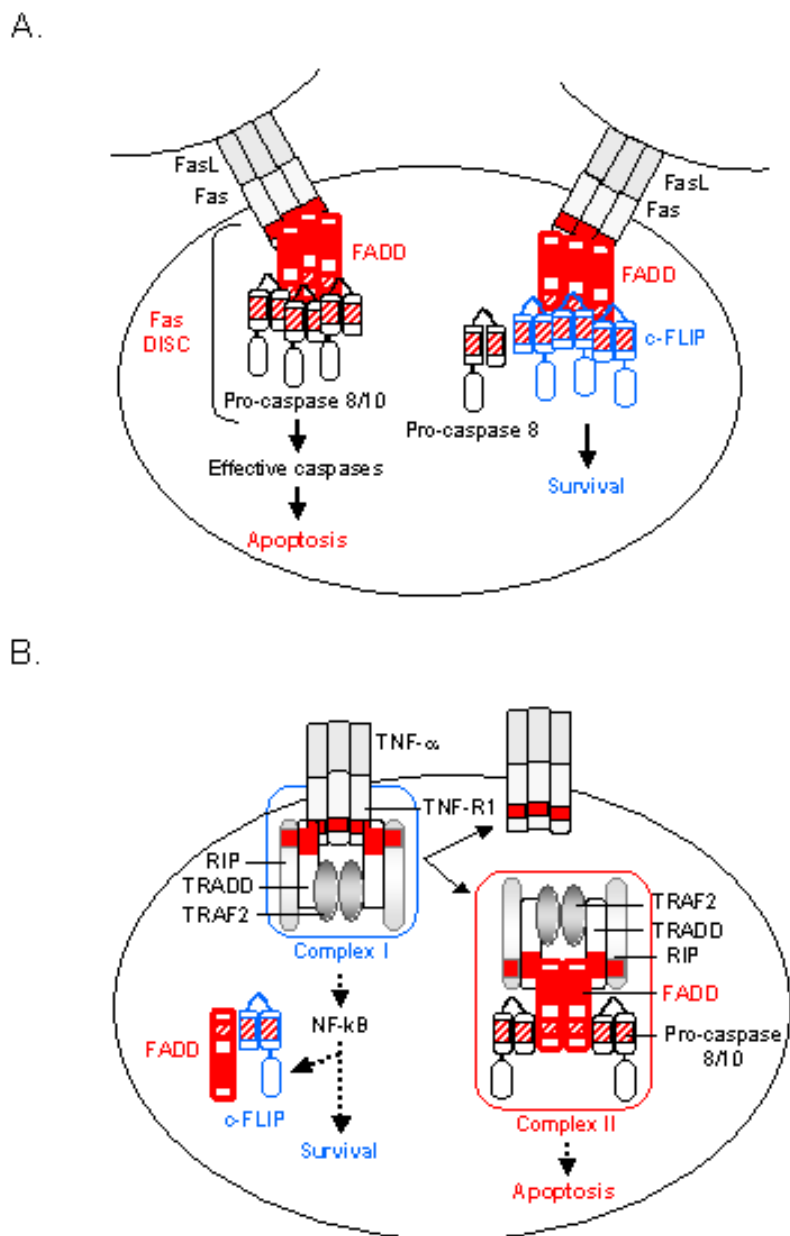 A.
FasL
Fas
FADD
Fas
DISC
Pro-caspase 8/10
Effective caspases
Apoptosis
FasL
Fas
FADD
c-FLIP
Pro-caspase 8
Survival
B.
TNF-α
TNF-R1
RIP
TRADD
TRAF2
Complex I
NF-kB
FADD
c-FLIP
Survival
TRAF2
TRADD
RIP
FADD
Pro-caspase
8/10
Complex II
Apoptosis